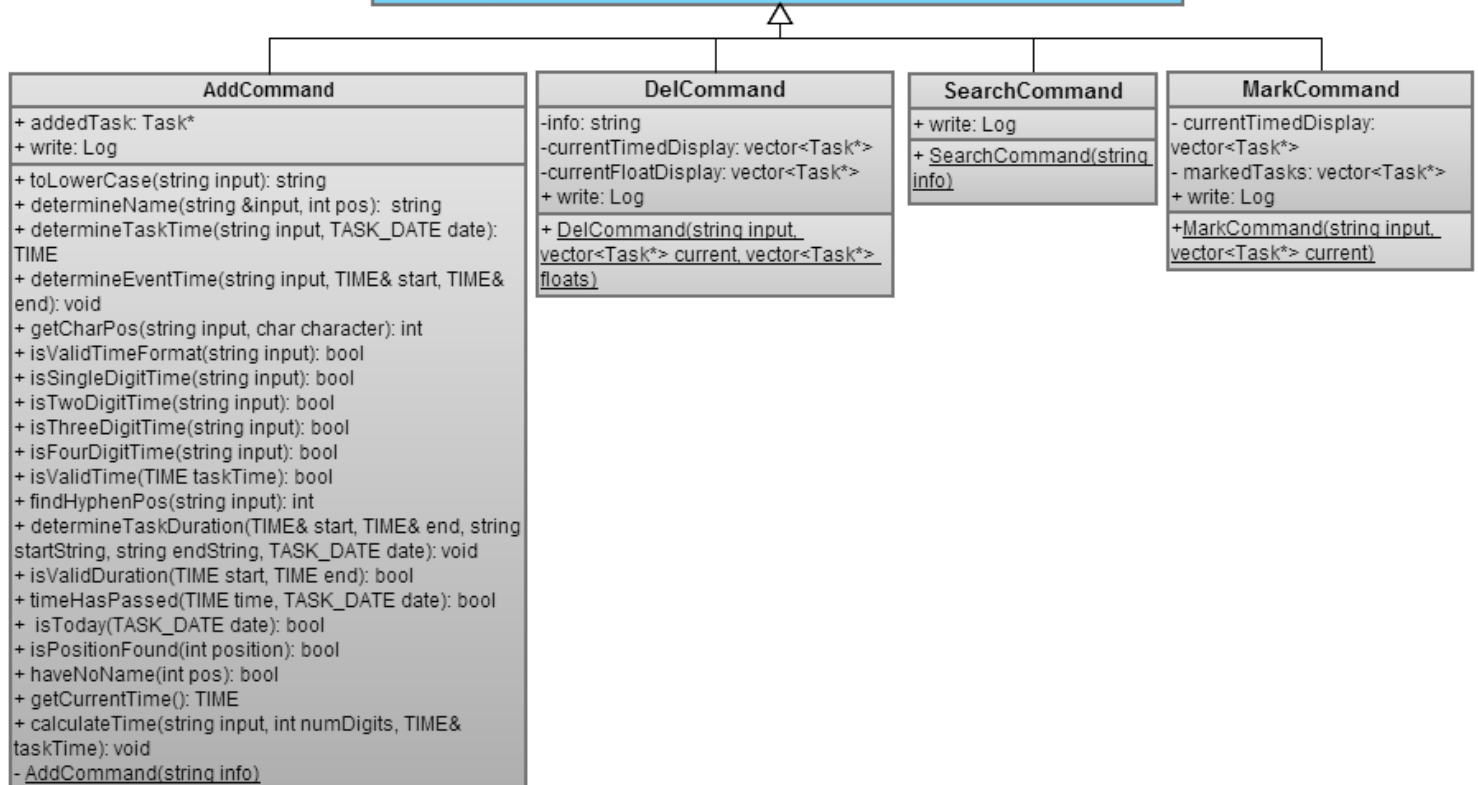 AddCommand
+ addedTask: Task*
+ write: Log
+ toLowerCase(string input): string
+ determineName(string &input, int pos): string
+ determineTaskTime(string input, TASK_DATE date):
TIME
+ determineEventTime(string input, TIME& start, TIME&
end): void
+ getCharPos(string input, char character): int
+ isValidTimeFormat(string input): bool
+ isSingleDigitTime(string input): bool
+ isTwoDigitTime(string input): bool
+ isThreeDigitTime(string input): bool
+ isFourDigitTime(string input): bool
+ isValidTime(TIME taskTime): bool
+ findHyphenPos(string input): int
+ determineTaskDuration(TIME& start, TIME& end, string
startString, string endString, TASK_DATE date): void
+ isValidDuration(TIME start, TIME end): bool
+ timeHasPassed(TIME time, TASK_DATE date): bool
+ isToday(TASK_DATE date): bool
+ isPositionFound(int position): bool
+ haveNoName(int pos): bool
+ getCurrentTime(): TIME
+ calculateTime(string input, int numDigits, TIME&
taskTime): void
- AddCommand(string info)
DelCommand
-info: string
-currentTimedDisplay: vector<Task*>
-currentFloatDisplay: vector<Task*>
+ write: Log
+ DelCommand(string input,
vector<Task*> current, vector<Task*>
floats)
SearchCommand
+ write: Log
+ SearchCommand(string
info)
MarkCommand
- currentTimedDisplay:
vector<Task*>
- markedTasks: vector<Task*>
+ write: Log
+MarkCommand(string input,
vector<Task*> current)